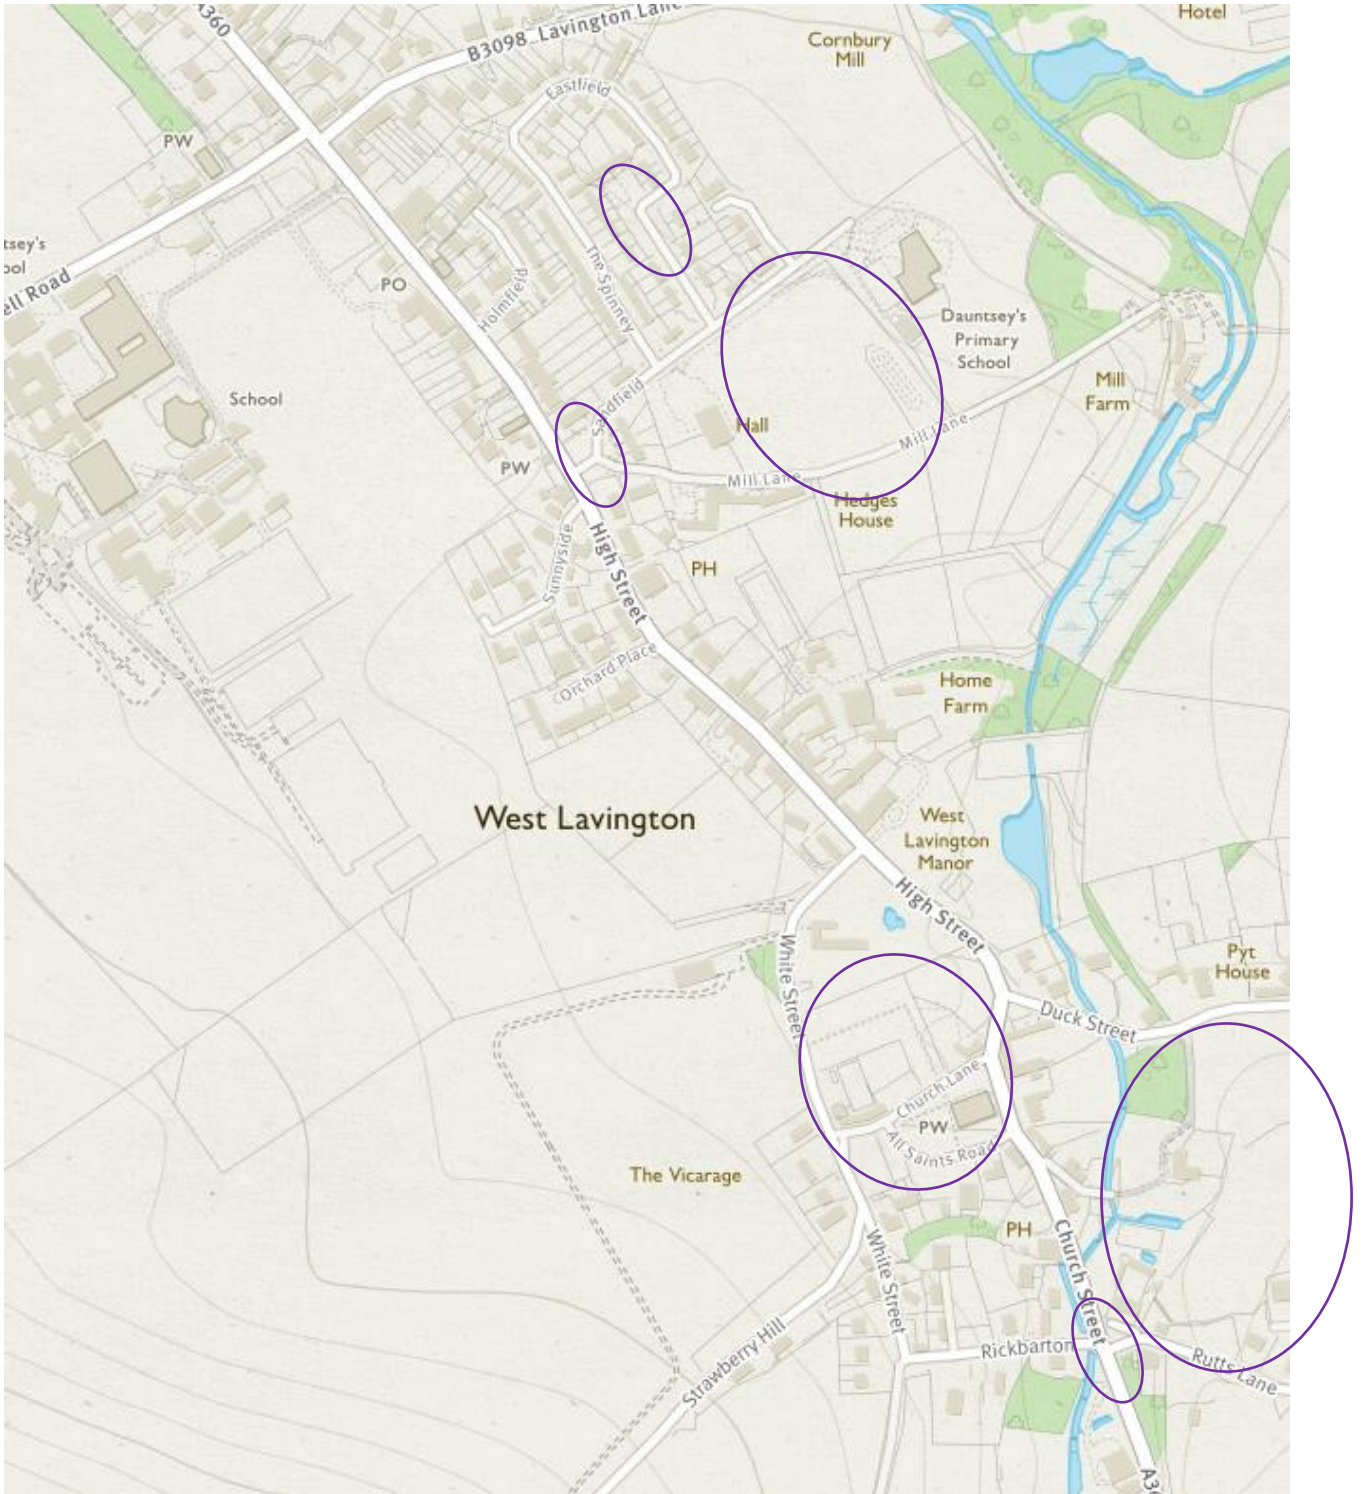 A360
B3098 Lavington Lane
Hotel
Cornbury
Mill
Eastfield
PW
tsey's
ool
ell Road
PO
The Spinney
Holmfield
Dauntsey's
Primary
School
School
Mill
Farm
Sandfield
Hall
Mill Lane
PW
Mill Lane
Hedges
House
Sunnyside
High Street
PH
Orchard Place
Home
Farm
West Lavington
West
Lavington
Manor
High Street
White Street
Pyt
House
Duck Street
Church Lane
PW
All Saints Road
The Vicarage
PH
White Street
Church Street
Strawberry Hill
Rickbarton
Rutts Lane